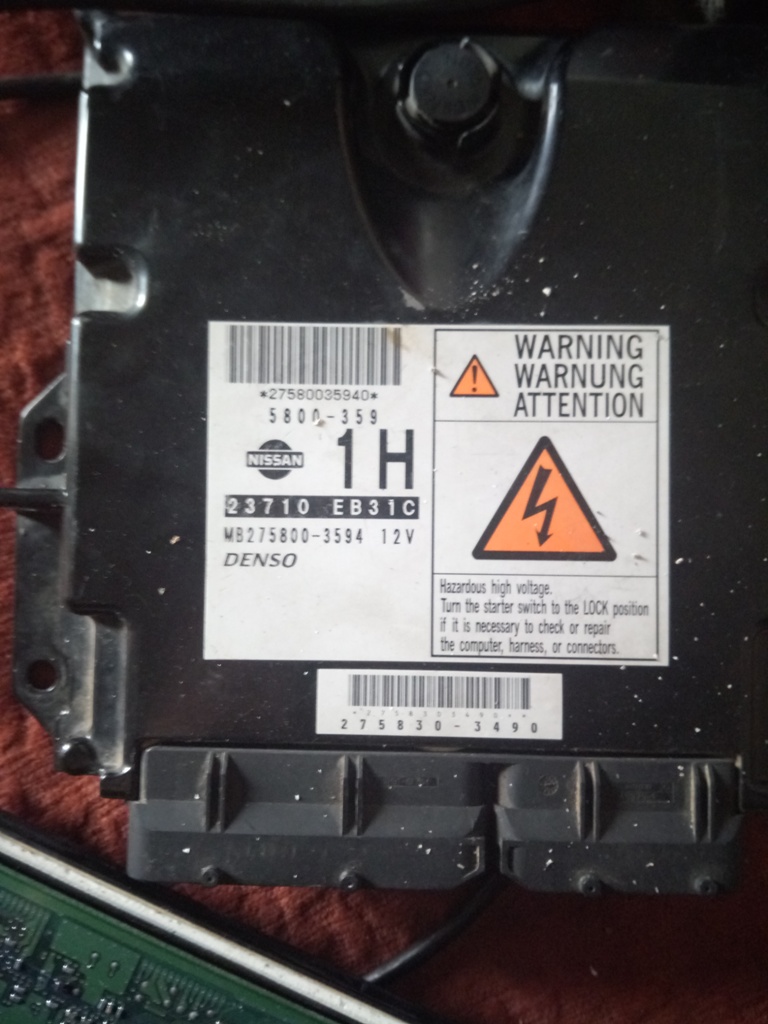 *27580035940*
5800-359
NISSAN
1H
23710 EB31C
MB275800-3594 12V
DENSO
WARNING
WARNUNG
ATTENTION
Hazardous high voltage.
Turn the starter switch to the LOCK position
if it is necessary to check or repair
the computer, harness, or connectors.
275830-3490